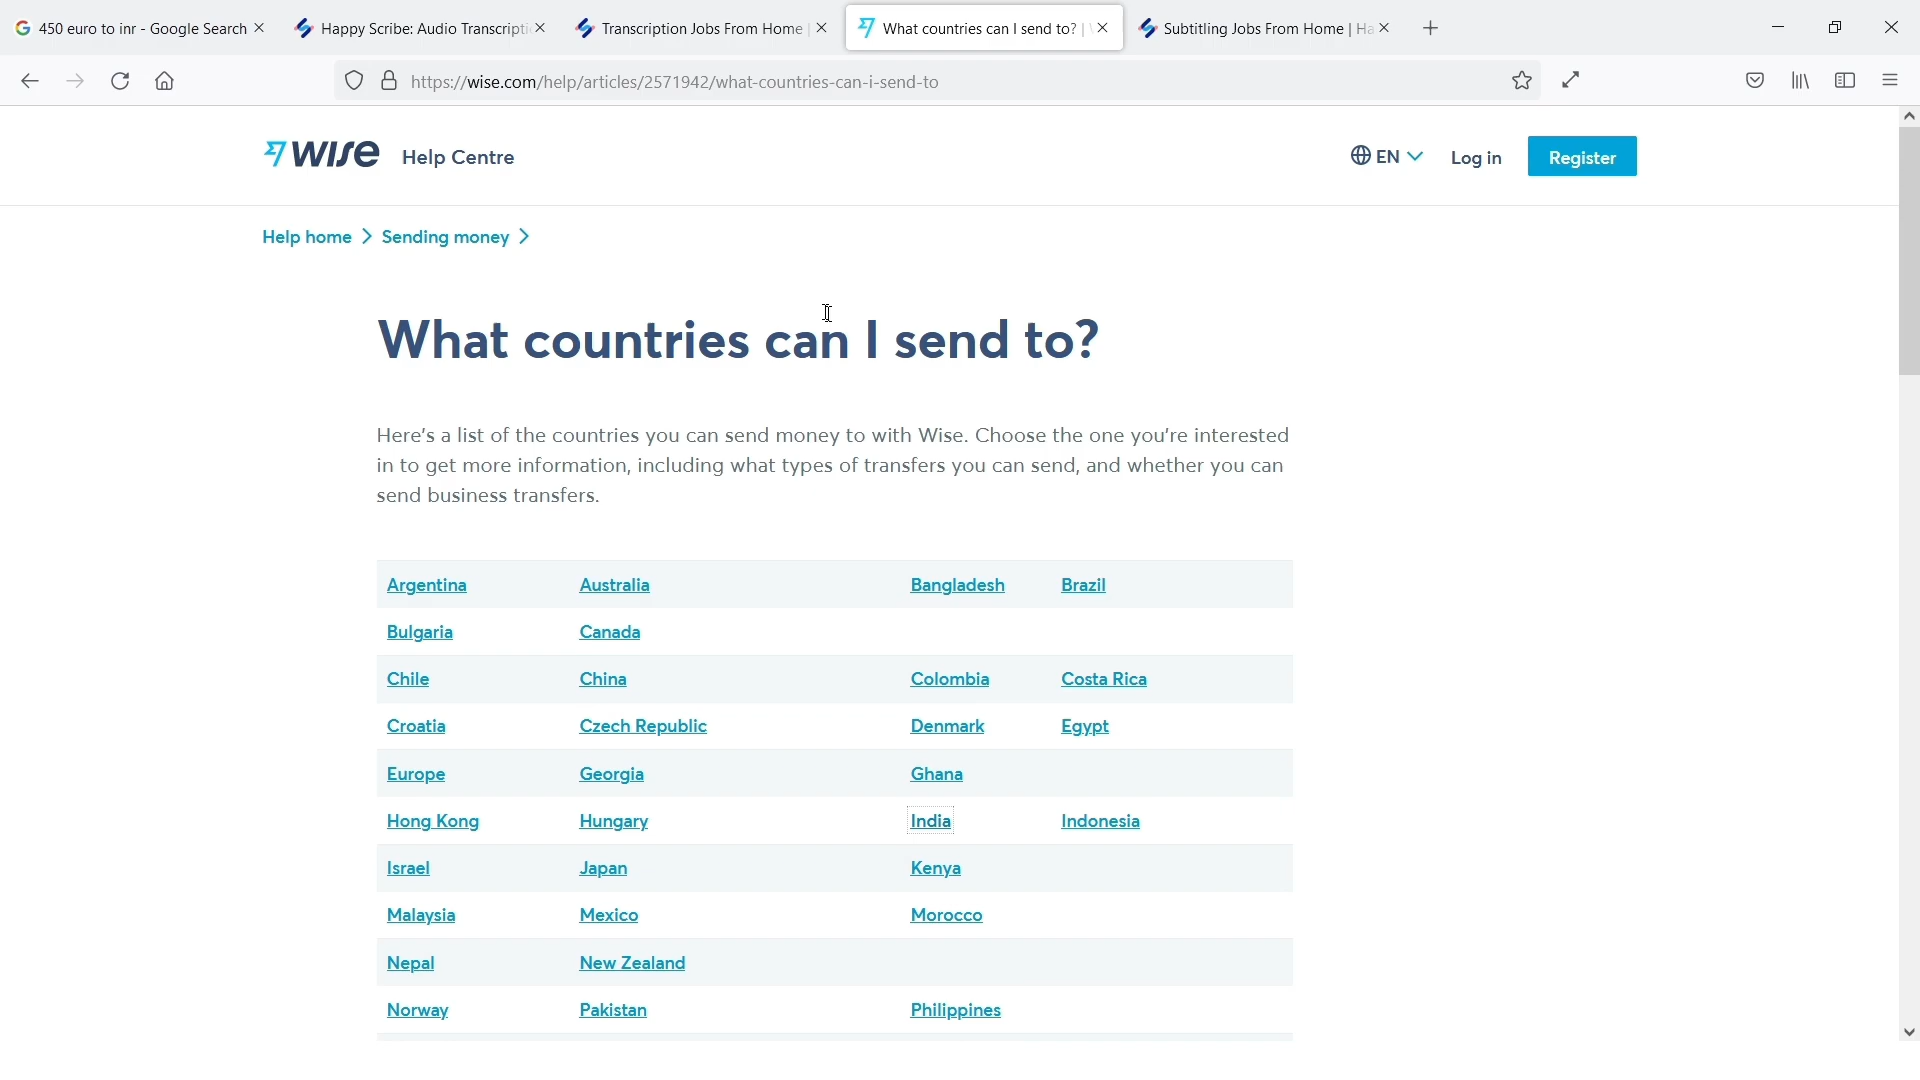 450 euro to inr - Google Search
Happy Scribe: Audio Transcripti
Transcription Jobs From Home |
What countries can I send to? |
Subtitling Jobs From Home | Ha
https://wise.com/help/articles/2571942/what-countries-can-i-send-to
WISE Help Centre
EN
Log in
Register
Help home
Sending money
What countries can I send to?
Here's a list of the countries you can send money to with Wise. Choose the one you're interested
in to get more information, including what types of transfers you can send, and whether you can
send business transfers.
Argentina Australia Bangladesh Brazil
Bulgaria Canada
Chile China Colombia Costa Rica
Croatia Czech Republic Denmark Egypt
Europe Georgia Ghana
Hong Kong Hungary India Indonesia
Israel Japan Kenya
Malaysia Mexico Morocco
Nepal New Zealand
Norway Pakistan Philippines